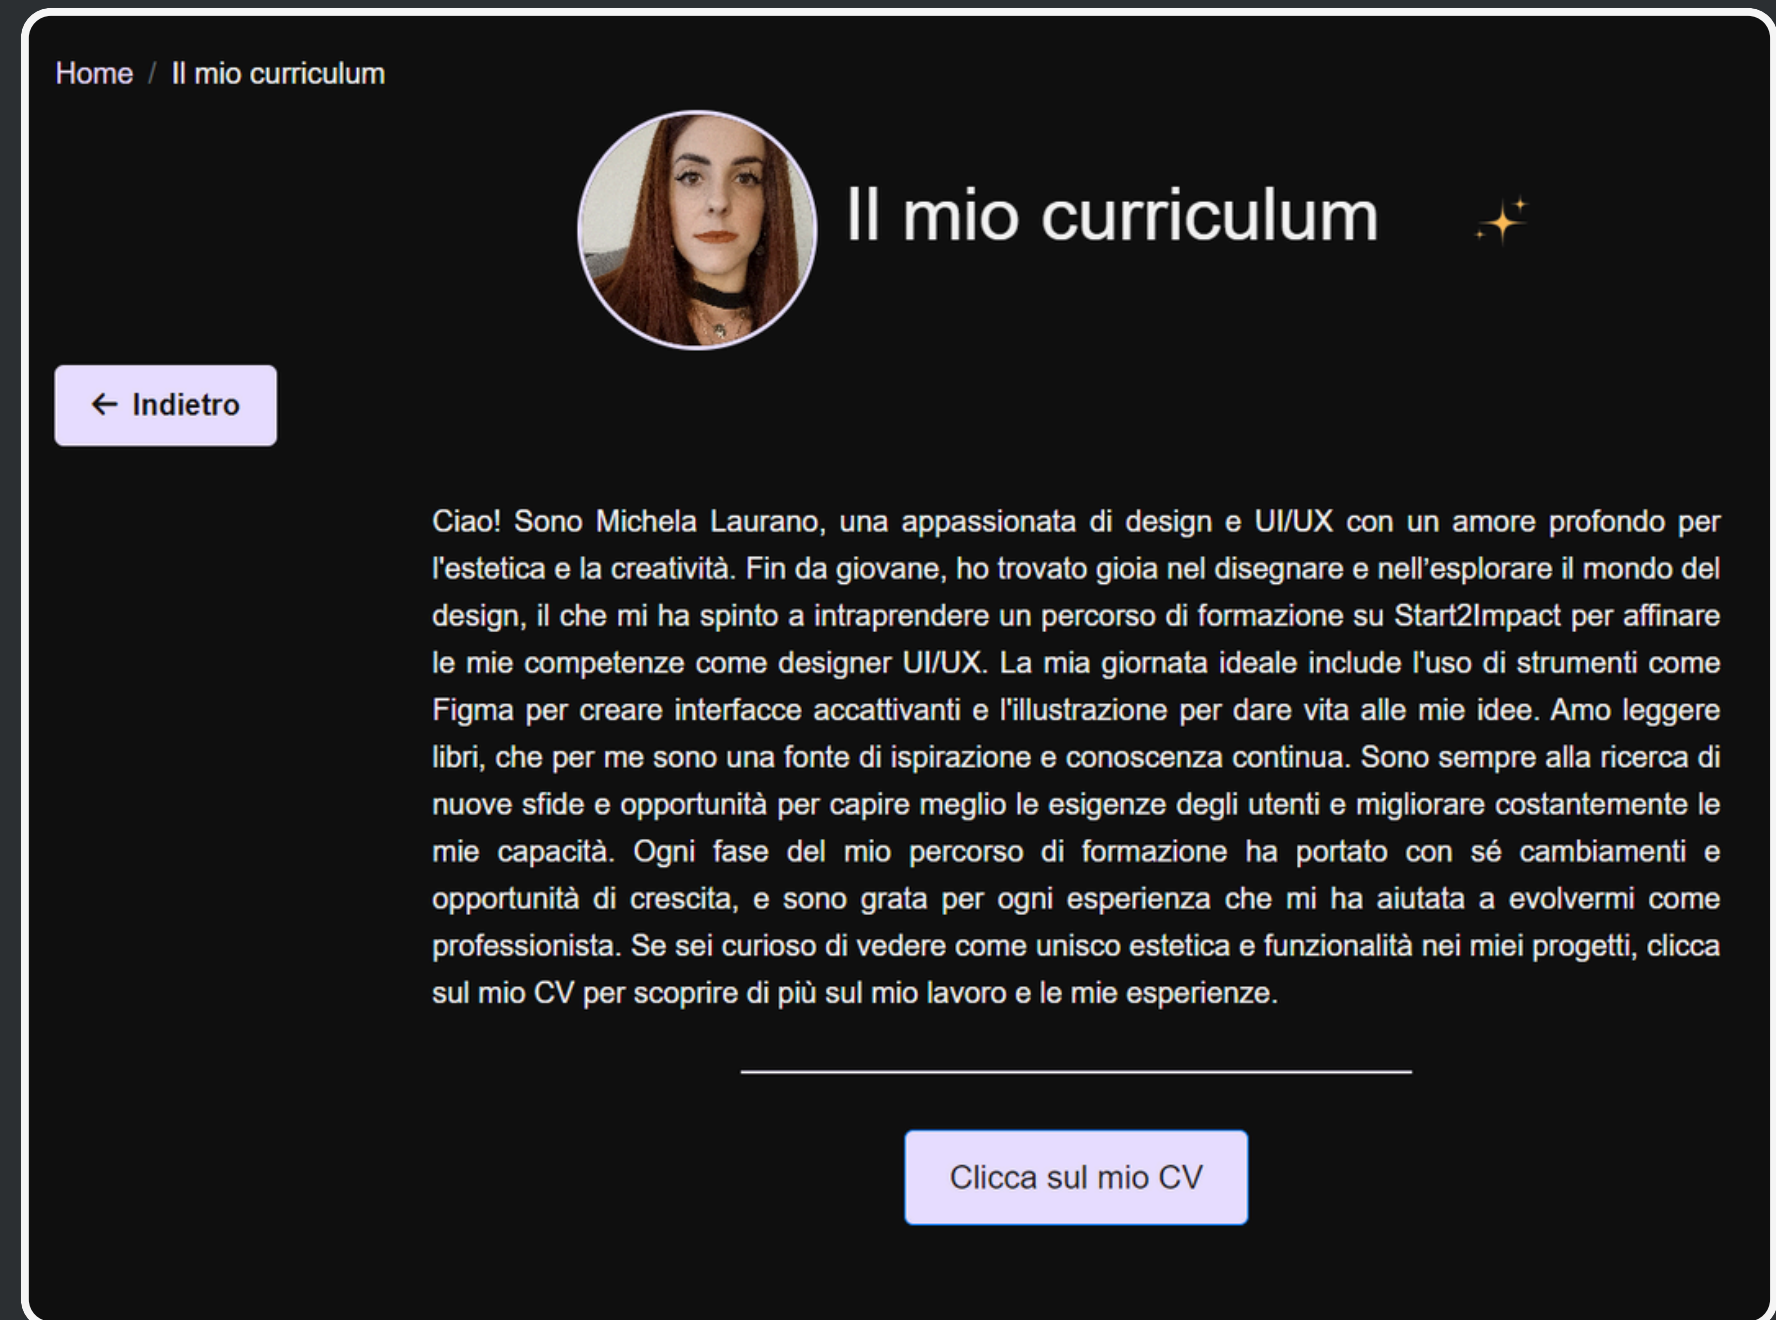 Home / Il mio curriculum
Il mio curriculum
← Indietro
Ciao! Sono Michela Laurano, una appassionata di design e UI/UX con un amore profondo per
l'estetica e la creatività. Fin da giovane, ho trovato gioia nel disegnare e nell’esplorare il mondo del
design, il che mi ha spinto a intraprendere un percorso di formazione su Start2Impact per affinare
le mie competenze come designer UI/UX. La mia giornata ideale include l'uso di strumenti come
Figma per creare interfacce accattivanti e l'illustrazione per dare vita alle mie idee. Amo leggere
libri, che per me sono una fonte di ispirazione e conoscenza continua. Sono sempre alla ricerca di
nuove sfide e opportunità per capire meglio le esigenze degli utenti e migliorare costantemente le
mie capacità. Ogni fase del mio percorso di formazione ha portato con sé cambiamenti e
opportunità di crescita, e sono grata per ogni esperienza che mi ha aiutata a evolvermi come
professionista. Se sei curioso di vedere come unisco estetica e funzionalità nei miei progetti, clicca
sul mio CV per scoprire di più sul mio lavoro e le mie esperienze.
Clicca sul mio CV